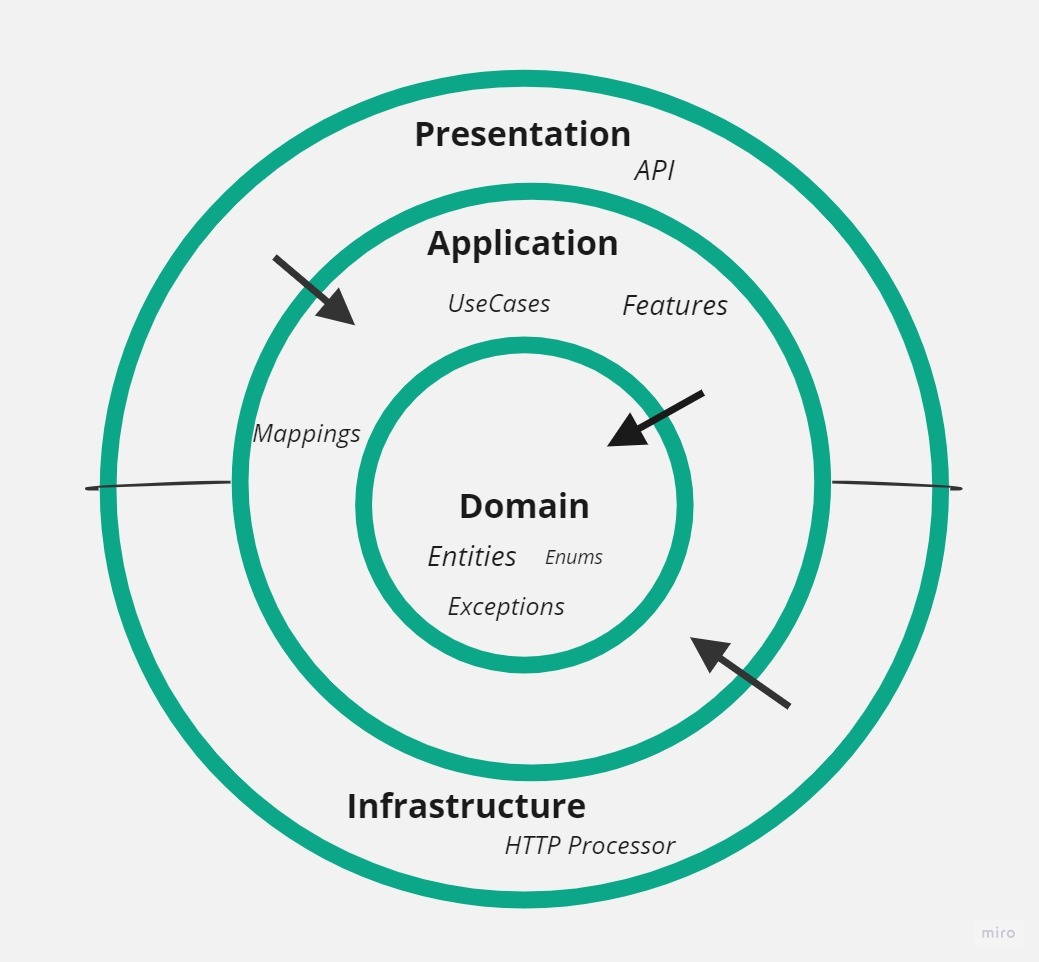 Presentation
API
Application
UseCases
Features
Mappings
Domain
Entities
Enums
Exceptions
Infrastructure
HTTP Processor
miro